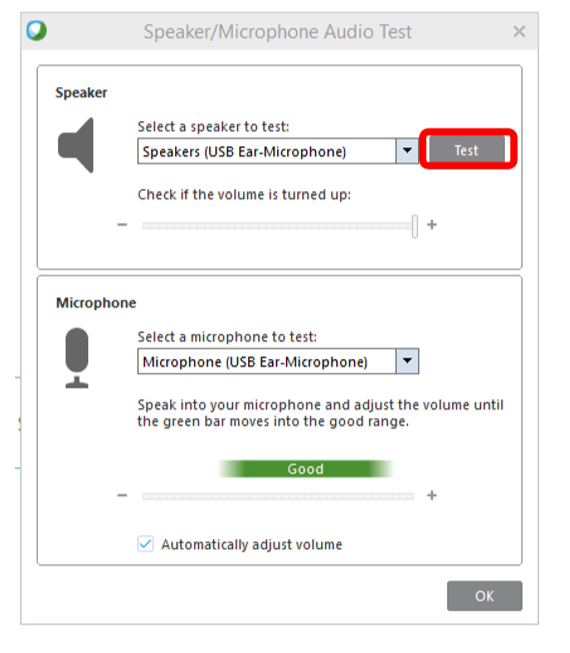 Speaker/Microphone Audio Test
Speaker
Select a speaker to test:
Speakers (USB Ear-Microphone)
Test
Check if the volume is turned up:
− +
Microphone
Select a microphone to test:
Microphone (USB Ear-Microphone)
Speak into your microphone and adjust the volume until
the green bar moves into the good range.
Good
− +
Automatically adjust volume
OK